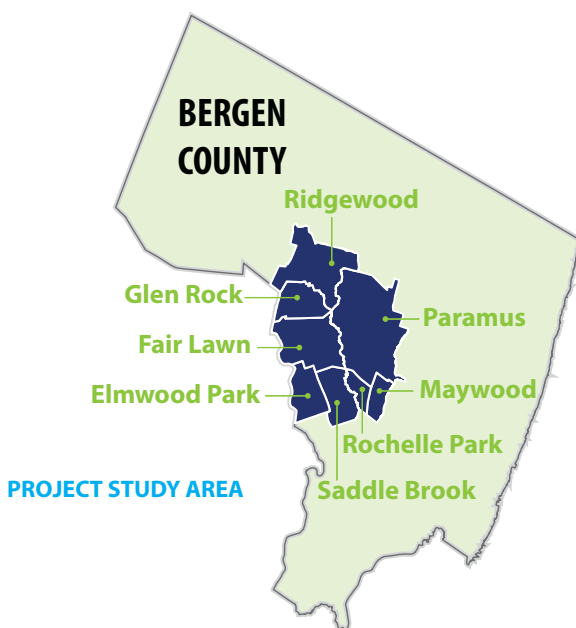 BERGEN
COUNTY
Ridgewood
Glen Rock
Paramus
Fair Lawn
Elmwood Park
Maywood
Rochelle Park
PROJECT STUDY AREA
Saddle Brook